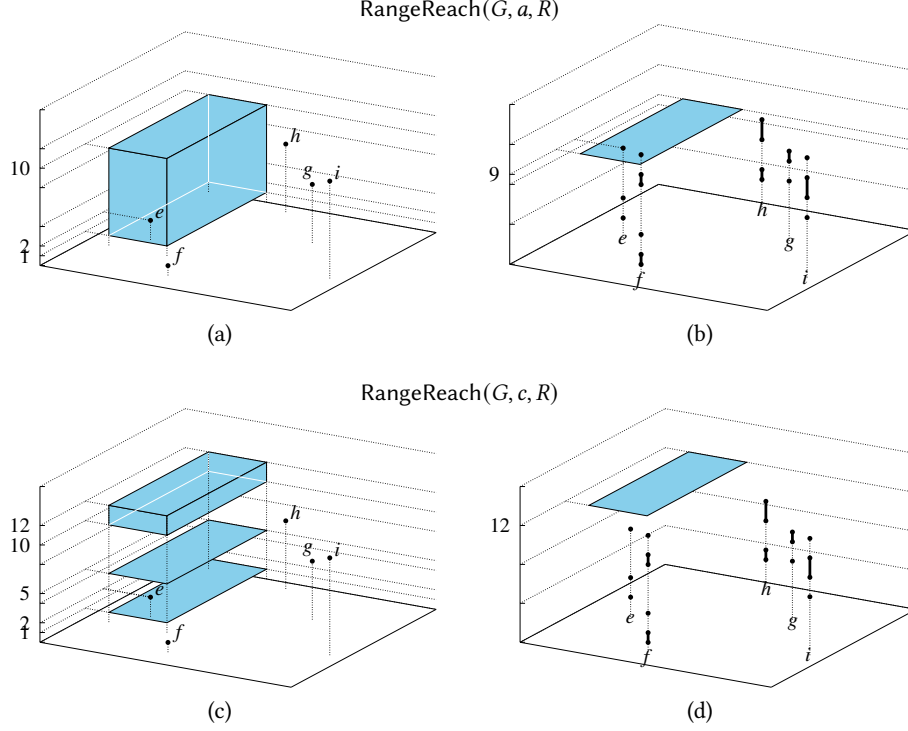 RangeReach(G, a, R)
10
2
1
e
f
g
h
i
(a)
9
e
f
g
h
i
(b)
RangeReach(G, c, R)
12
10
5
2
1
e
f
g
h
i
(c)
12
e
f
g
h
i
(d)